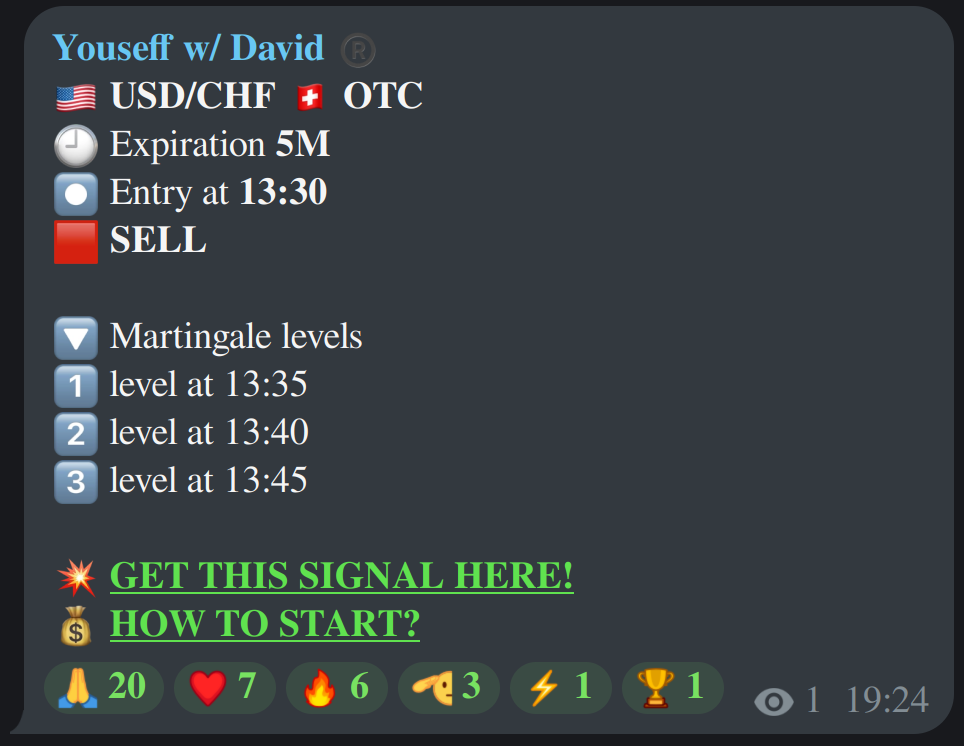 Youseff w/ David ®
🇺🇸 USD/CHF 🇨🇭 OTC
🕘 Expiration 5M
⏺ Entry at 13:30
🟥 SELL
🔽 Martingale levels
1️⃣ level at 13:35
2️⃣ level at 13:40
3️⃣ level at 13:45
💥 GET THIS SIGNAL HERE!
💰 HOW TO START?
🙏 20 ❤️ 7 🔥 6 🫡 3 ⚡ 1 🏆 1 👁 1 19:24